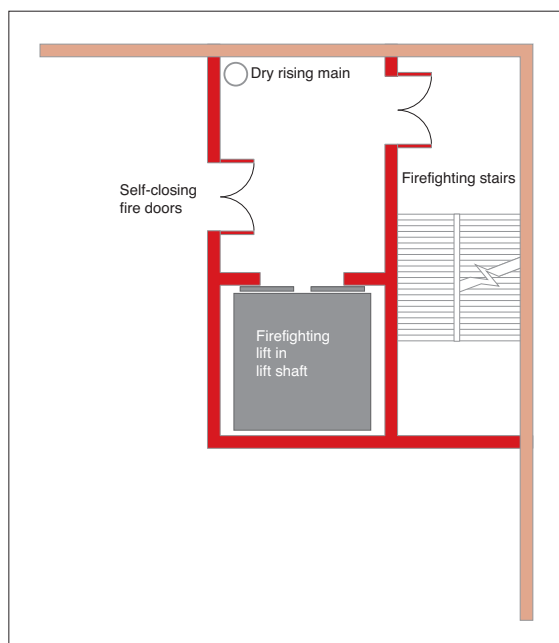 Dry rising main
Firefighting stairs
Self-closing
fire doors
Firefighting
lift in
lift shaft